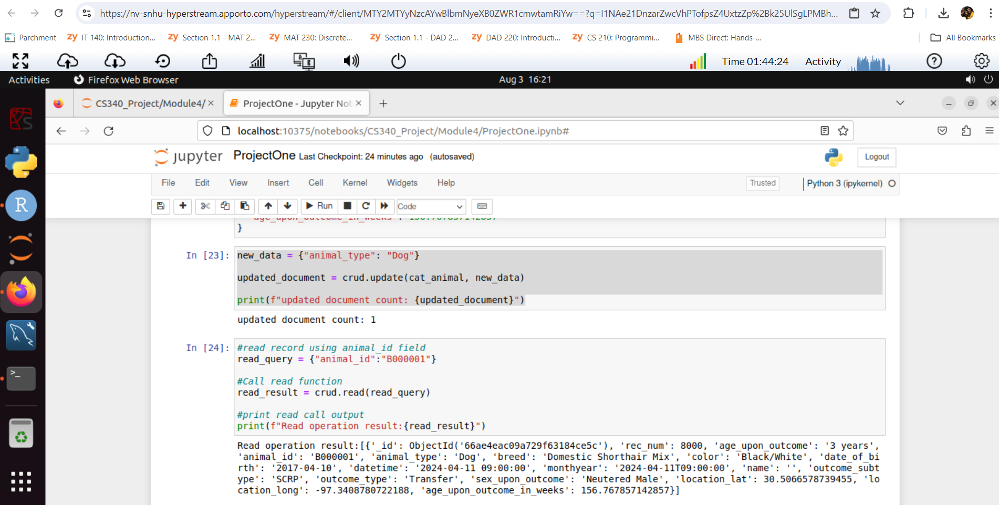 https://nv-snhu-hyperstream.apporto.com/hyperstream/#/client/MTY2MTYyNzcAYwBlbmNyeXB0ZWR1cmwtamRiYw==?q=I1NAe21DnzarZwcVhPTofpsZ4UxtzZp%2Bk25UlSgLPMBh...
Parchment
zy IT 140: Introduction...
zy Section 1.1 - MAT 2...
zy MAT 230: Discrete...
zy Section 1.1 - DAD 2...
zy DAD 220: Introducti...
zy CS 210: Programmi...
MBS Direct: Hands-...
All Bookmarks
Time 01:44:24
Activity
Activities
Firefox Web Browser
Aug 3 16:21
CS340_Project/Module4/
ProjectOne - Jupyter Not
localhost:10375/notebooks/CS340_Project/Module4/ProjectOne.ipynb#
jupyter ProjectOne Last Checkpoint: 24 minutes ago (autosaved)
Logout
File Edit View Insert Cell Kernel Widgets Help
Trusted
Python 3 (ipykernel)
Run
Code
age_upon_outcome_in_weeks : 156.767857142857
}
In [23]: new_data = {"animal_type": "Dog"}
updated_document = crud.update(cat_animal, new_data)
print(f"updated document count: {updated_document}")
updated document count: 1
In [24]: #read record using animal_id field
read_query = {"animal_id":"B000001"}
#Call read function
read_result = crud.read(read_query)
#print read call output
print(f"Read operation result:{read_result}")
Read operation result:[{'_id': ObjectId('66ae4eac09a729f63184ce5c'), 'rec_num': 8000, 'age_upon_outcome': '3 years',
'animal_id': 'B000001', 'animal_type': 'Dog', 'breed': 'Domestic Shorthair Mix', 'color': 'Black/White', 'date_of_bi
rth': '2017-04-10', 'datetime': '2024-04-11 09:00:00', 'monthyear': '2024-04-11T09:00:00', 'name': '', 'outcome_subt
ype': 'SCRP', 'outcome_type': 'Transfer', 'sex_upon_outcome': 'Neutered Male', 'location_lat': 30.5066578739455, 'lo
cation_long': -97.3408780722188, 'age_upon_outcome_in_weeks': 156.767857142857}]